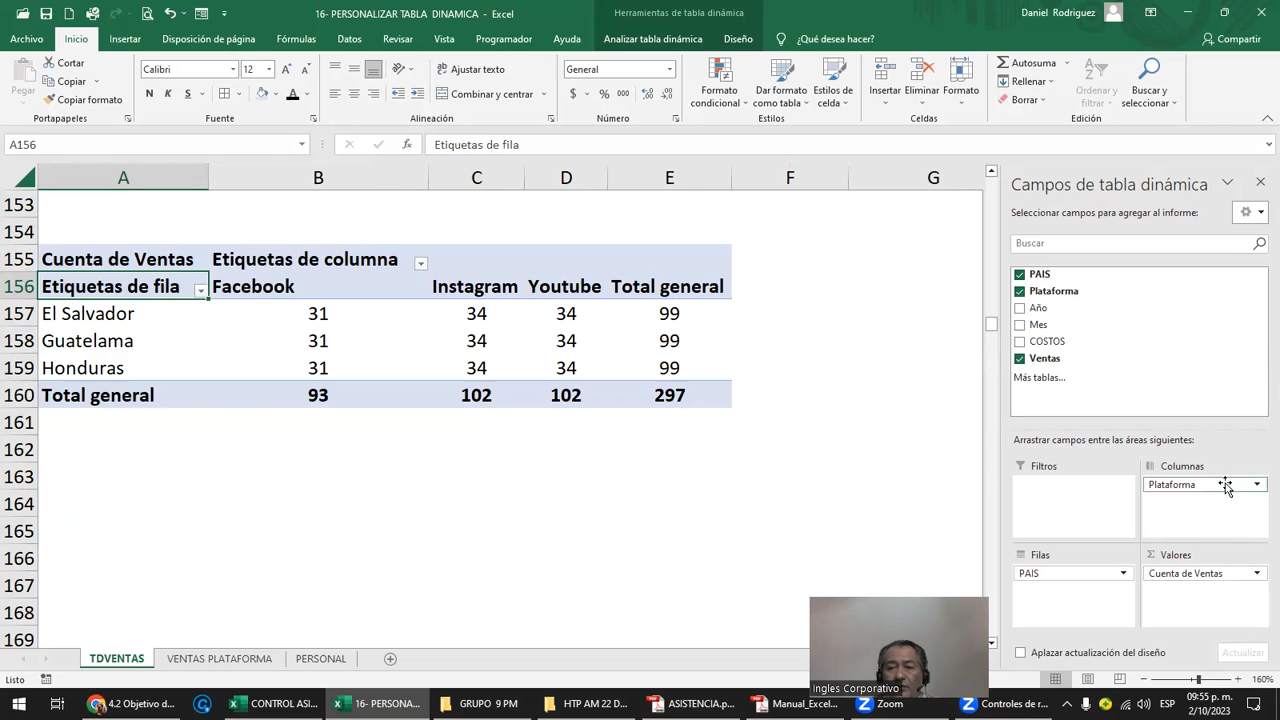 16- PERSONALIZAR TABLA DINAMICA - Excel
Herramientas de tabla dinámica
Daniel Rodriguez
Archivo Inicio Insertar Disposición de página Fórmulas Datos Revisar Vista Programador Ayuda Analizar tabla dinámica Diseño ¿Qué desea hacer? Compartir
Pegar
Cortar
Copiar
Copiar formato
Portapapeles
Calibri 12
N K S
Fuente
Ajustar texto
Combinar y centrar
Alineación
General
$ % 000
Número
Formato condicional
Dar formato como tabla
Estilos de celda
Estilos
Insertar
Eliminar
Formato
Celdas
Autosuma
Rellenar
Borrar
Ordenar y filtrar
Buscar y seleccionar
Edición
A156 fx Etiquetas de fila
A B C D E F G
153
154
155 Cuenta de Ventas Etiquetas de columna
156 Etiquetas de fila Facebook Instagram Youtube Total general
157 El Salvador 31 34 34 99
158 Guatelama 31 34 34 99
159 Honduras 31 34 34 99
160 Total general 93 102 102 297
161
162
163
164
165
166
167
168
169
Campos de tabla dinámica
Seleccionar campos para agregar al informe:
Buscar
PAIS
Plataforma
Año
Mes
COSTOS
Ventas
Más tablas...
Arrastrar campos entre las áreas siguientes:
Filtros
Columnas
Plataforma
Filas
Valores
PAIS
Cuenta de Ventas
Aplazar actualización del diseño Actualizar
Ingles Corporativo
TDVENTAS VENTAS PLATAFORMA PERSONAL
Listo 160%
4.2 Objetivo d...
CONTROL ASI...
16- PERSONA...
GRUPO 9 PM
HTP AM 22 D...
ASISTENCIA.p...
Manual_Exce...
Zoom
Controles de r...
ESP
09:55 p. m.
2/10/2023